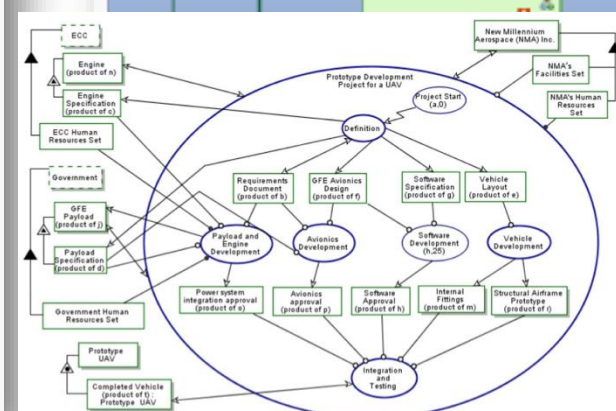 ECC
Engine
(product of n)
Engine
Specification
(product of c)
ECC Human
Resources Set
Government
GFE
Payload
(product of j)
Payload
Specification
(product of d)
Government Human
Resources Set
Prototype
UAV
Completed Vehicle
(product of t) :
Prototype UAV
New Millennium
Aerospace (NMA) Inc.
NMA's
Facilities Set
NMA's Human
Resources Set
Prototype Development
Project for a UAV
Project Start
(a,0)
Definition
Requirements
Document
(product of b)
GFE Avionics
Design
(product of f)
Software
Specification
(product of g)
Vehicle
Layout
(product of e)
Payload and
Engine
Development
Avionics
Development
Software
Development
(h,25)
Vehicle
Development
Power system
integration approval
(product of o)
Avionics
approval
(product of p)
Software
Approval
(product of h)
Internal
Fittings
(product of m)
Structural Airframe
Prototype
(product of r)
Integration
and
Testing